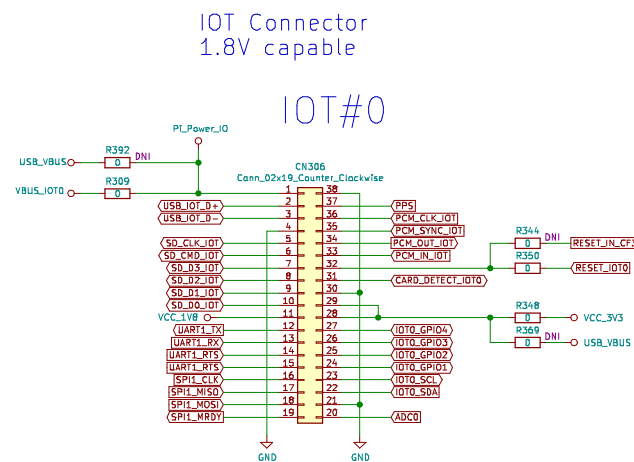 IOT Connector
1.8V capable
IOT#0
PT_Power_IO
R392
0
DNI
USB_VBUS
R309
0
VBUS_IOT0
CN306
Conn_02x19_Counter_Clockwise
1 38
USB_IOT_D+ 2 37 PPS
USB_IOT_D- 3 36 PCM_CLK_IOT
4 35 PCM_SYNC_IOT
SD_CLK_IOT 5 34 PCM_OUT_IOT
SD_CMD_IOT 6 33 PCM_IN_IOT
SD_D3_IOT 7 32
SD_D2_IOT 8 31 CARD_DETECT_IOT0
SD_D1_IOT 9 30
SD_D0_IOT 10 29
VCC_1V8 11 28
UART1_TX 12 27 IOT0_GPIO4
UART1_RX 13 26 IOT0_GPIO3
UART1_RTS 14 25 IOT0_GPIO2
UART1_RTS 15 24 IOT0_GPIO1
SPI1_CLK 16 23 IOT0_SCL
SPI1_MISO 17 22 IOT0_SDA
SPI1_MOSI 18 21
SPI1_MRDY 19 20 ADC0
R344
0
DNI
RESET_IN_CF3
R350
0
RESET_IOT0
R348
0
VCC_3V3
R369
0
DNI
USB_VBUS
GND
GND